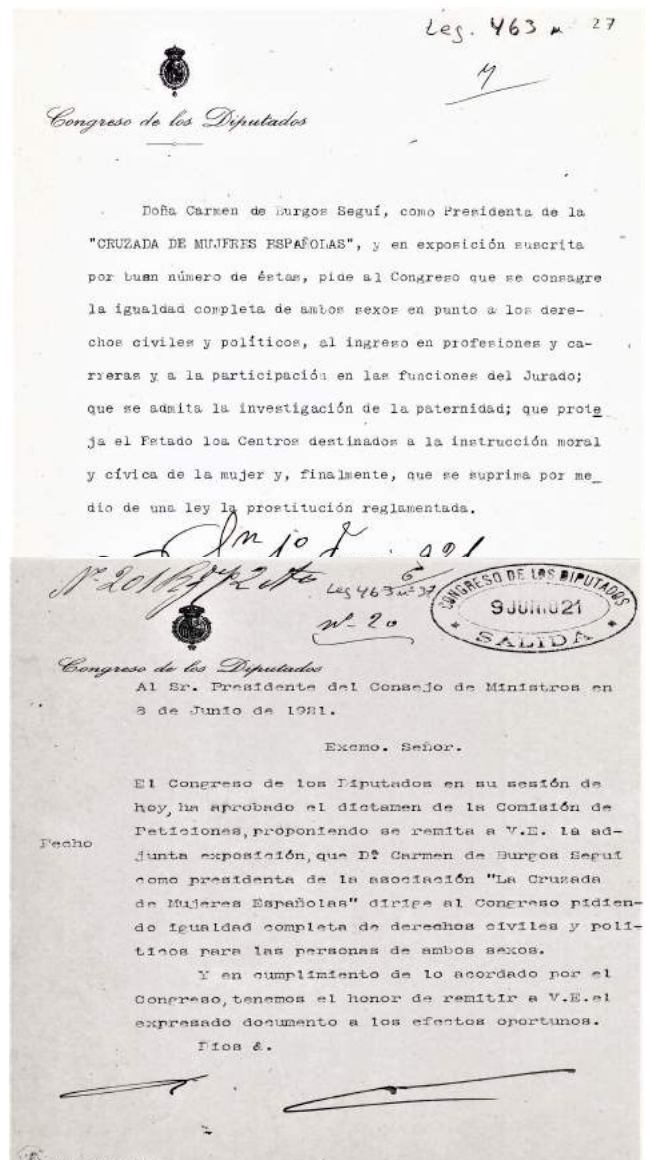 Leg. 463 n 27
7
Congreso de los Diputados
Doña Carmen de Burgos Seguí, como Presidenta de la
"CRUZADA DE MUJERES ESPAÑOLAS", y en exposición suscrita
por buen número de éstas, pide al Congreso que se consagre
la igualdad completa de ambos sexos en punto a los dere-
chos civiles y políticos, al ingreso en profesiones y ca-
rreras y a la participación en las funciones del Jurado;
que se admita la investigación de la paternidad; que prote
ja el Estado los Centros destinados a la instrucción moral
y cívica de la mujer y, finalmente, que se suprima por me_
dio de una ley la prostitución reglamentada.
Leg 463 nº 37
nº 20
CONGRESO DE LOS DIPUTADOS
9 JUNIO 21
SALIDA
Congreso de los Diputados
Al Sr. Presidente del Consejo de Ministros en
8 de Junio de 1921.
Excmo. Señor.
El Congreso de los Diputados en su sesión de
hoy, ha aprobado el dictamen de la Comisión de
Peticiones, proponiendo se remita a V.E. la ad-
Fecho
junta exposición, que Dª Carmen de Burgos Seguí
como presidenta de la asociación "La Cruzada
de Mujeres Españolas" dirige al Congreso pidien-
do igualdad completa de derechos civiles y polí-
ticos para las personas de ambos sexos.
Y en cumplimiento de lo acordado por el
Congreso, tenemos el honor de remitir a V.E. el
expresado documento a los efectos oportunos.
Dios &.